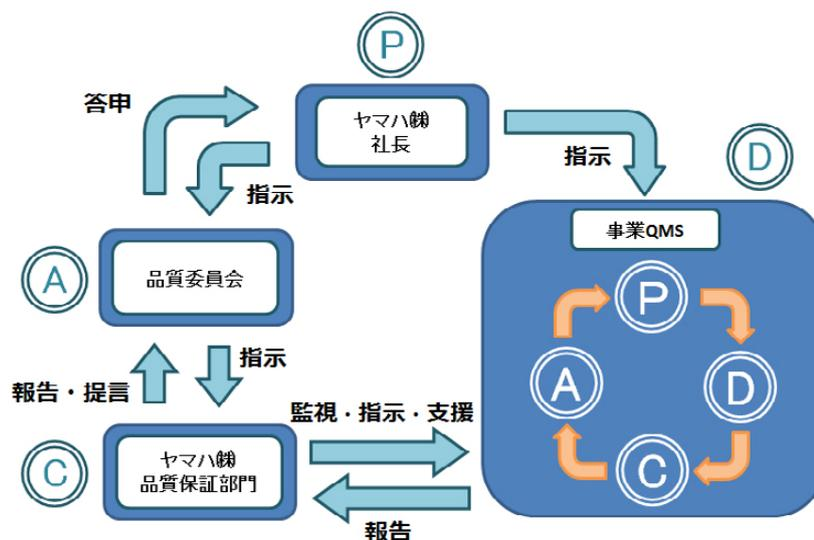 P
答申
ヤマハ㈱
社長
指示
指示
D
事業QMS
A
品質委員会
P
A
D
C
報告・提言
指示
監視・指示・支援
C
ヤマハ㈱
品質保証部門
報告